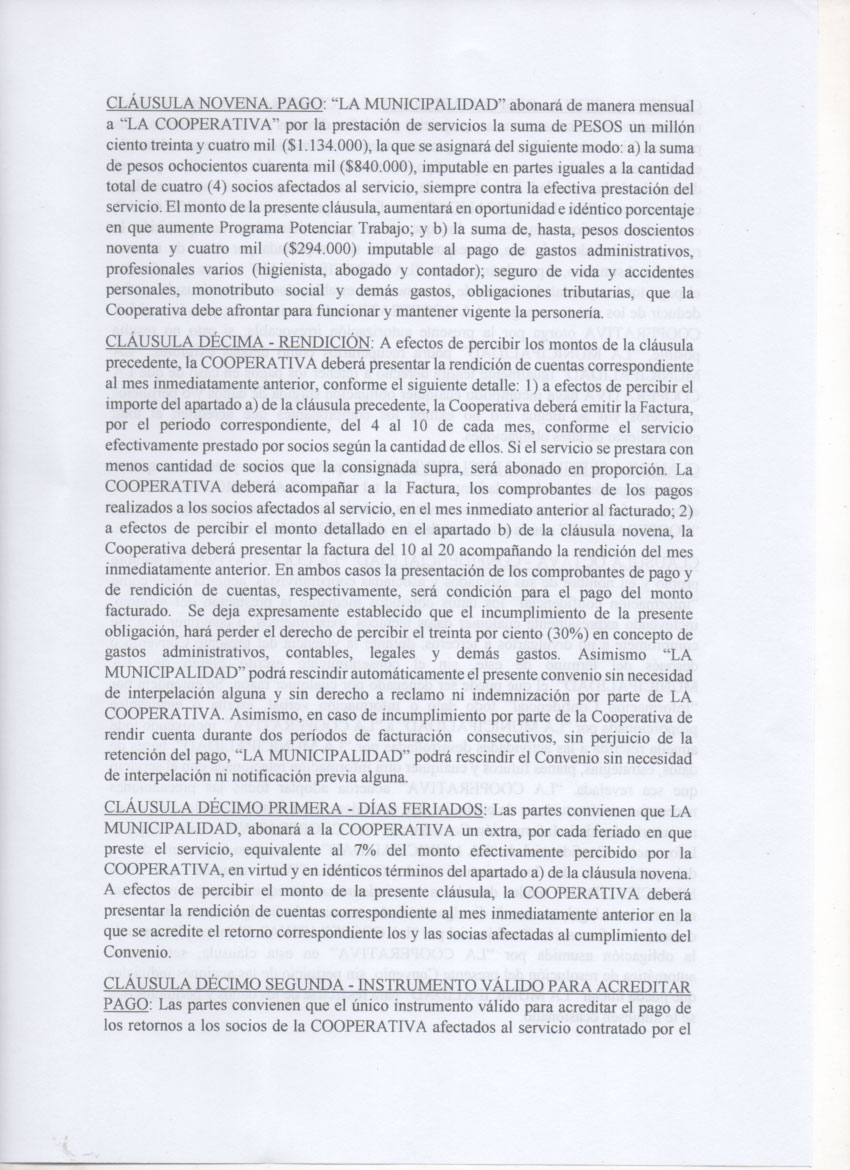 CLÁUSULA NOVENA. PAGO: “LA MUNICIPALIDAD” abonará de manera mensual
a “LA COOPERATIVA” por la prestación de servicios la suma de PESOS un millón
ciento treinta y cuatro mil ($1.134.000), la que se asignará del siguiente modo: a) la suma
de pesos ochocientos cuarenta mil ($840.000), imputable en partes iguales a la cantidad
total de cuatro (4) socios afectados al servicio, siempre contra la efectiva prestación del
servicio. El monto de la presente cláusula, aumentará en oportunidad e idéntico porcentaje
en que aumente Programa Potenciar Trabajo; y b) la suma de, hasta, pesos doscientos
noventa y cuatro mil ($294.000) imputable al pago de gastos administrativos,
profesionales varios (higienista, abogado y contador); seguro de vida y accidentes
personales, monotributo social y demás gastos, obligaciones tributarias, que la
Cooperativa debe afrontar para funcionar y mantener vigente la personería.
CLÁUSULA DÉCIMA - RENDICIÓN: A efectos de percibir los montos de la cláusula
precedente, la COOPERATIVA deberá presentar la rendición de cuentas correspondiente
al mes inmediatamente anterior, conforme el siguiente detalle: 1) a efectos de percibir el
importe del apartado a) de la cláusula precedente, la Cooperativa deberá emitir la Factura,
por el periodo correspondiente, del 4 al 10 de cada mes, conforme el servicio
efectivamente prestado por socios según la cantidad de ellos. Si el servicio se prestara con
menos cantidad de socios que la consignada supra, será abonado en proporción. La
COOPERATIVA deberá acompañar a la Factura, los comprobantes de los pagos
realizados a los socios afectados al servicio, en el mes inmediato anterior al facturado; 2)
a efectos de percibir el monto detallado en el apartado b) de la cláusula novena, la
Cooperativa deberá presentar la factura del 10 al 20 acompañando la rendición del mes
inmediatamente anterior. En ambos casos la presentación de los comprobantes de pago y
de rendición de cuentas, respectivamente, será condición para el pago del monto
facturado. Se deja expresamente establecido que el incumplimiento de la presente
obligación, hará perder el derecho de percibir el treinta por ciento (30%) en concepto de
gastos administrativos, contables, legales y demás gastos. Asimismo “LA
MUNICIPALIDAD” podrá rescindir automáticamente el presente convenio sin necesidad
de interpelación alguna y sin derecho a reclamo ni indemnización por parte de LA
COOPERATIVA. Asimismo, en caso de incumplimiento por parte de la Cooperativa de
rendir cuenta durante dos períodos de facturación consecutivos, sin perjuicio de la
retención del pago, “LA MUNICIPALIDAD” podrá rescindir el Convenio sin necesidad
de interpelación ni notificación previa alguna.
CLÁUSULA DÉCIMO PRIMERA - DÍAS FERIADOS: Las partes convienen que LA
MUNICIPALIDAD, abonará a la COOPERATIVA un extra, por cada feriado en que
preste el servicio, equivalente al 7% del monto efectivamente percibido por la
COOPERATIVA, en virtud y en idénticos términos del apartado a) de la cláusula novena.
A efectos de percibir el monto de la presente cláusula, la COOPERATIVA deberá
presentar la rendición de cuentas correspondiente al mes inmediatamente anterior en la
que se acredite el retorno correspondiente los y las socias afectadas al cumplimiento del
Convenio.
CLÁUSULA DÉCIMO SEGUNDA - INSTRUMENTO VÁLIDO PARA ACREDITAR
PAGO: Las partes convienen que el único instrumento válido para acreditar el pago de
los retornos a los socios de la COOPERATIVA afectados al servicio contratado por el